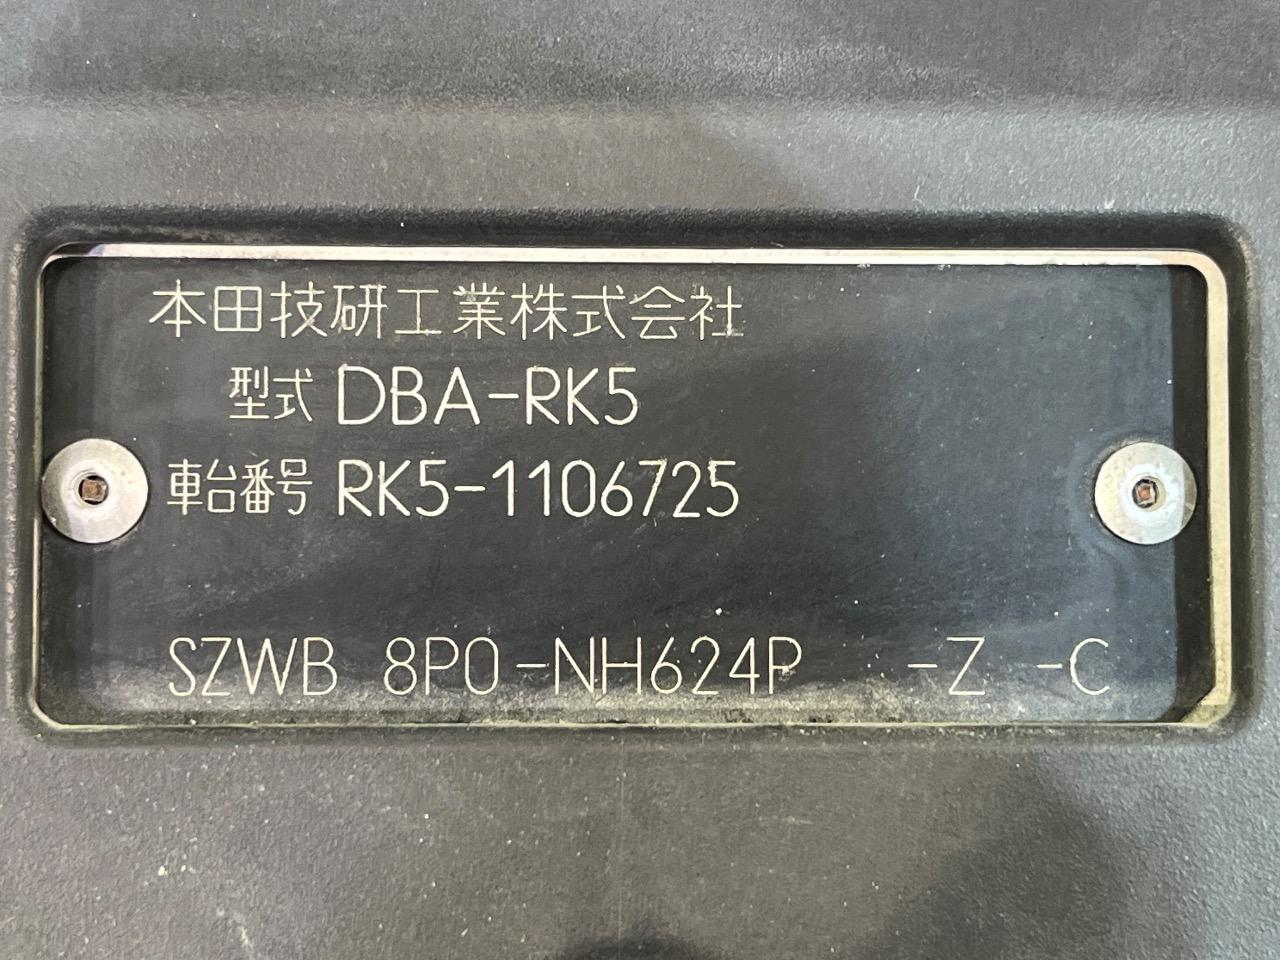 本田技研工業株式会社
型式 DBA-RK5
車台番号 RK5-1106725
SZWB 8P0-NH624P -Z -C